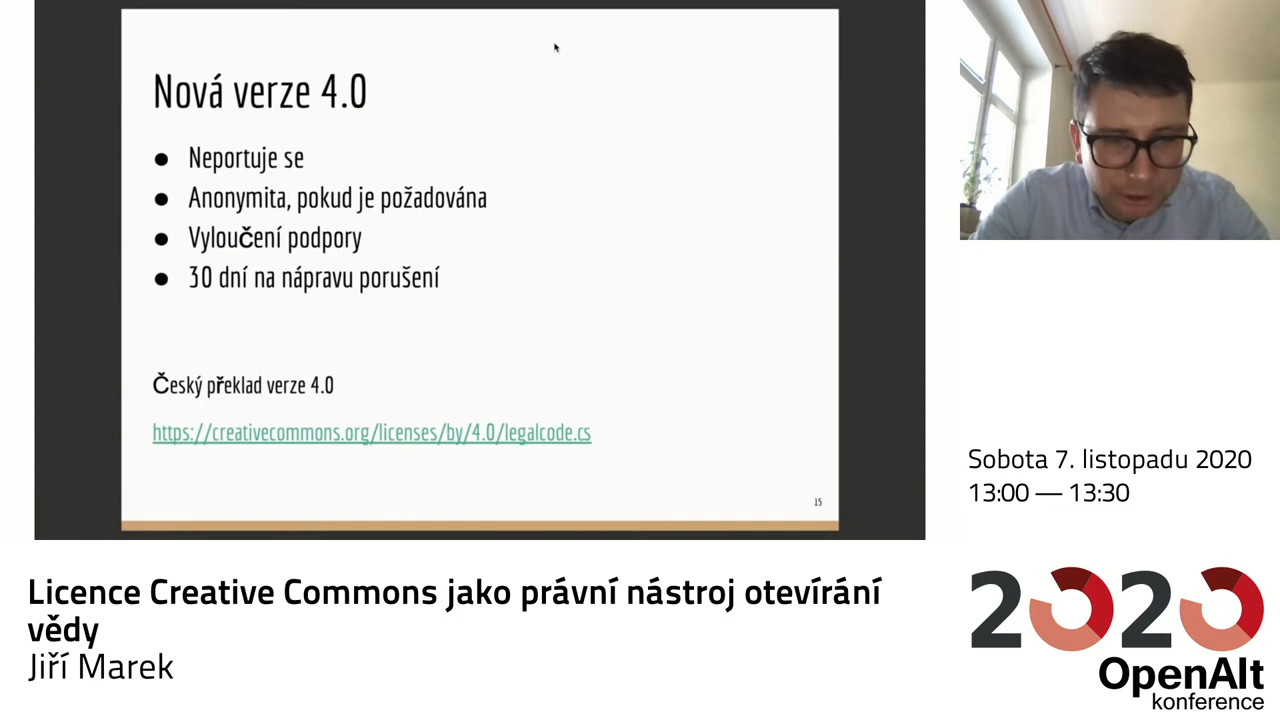 Nová verze 4.0
● Neportuje se
● Anonymita, pokud je požadována
● Vyloučení podpory
● 30 dní na nápravu porušení
Český překlad verze 4.0
https://creativecommons.org/licenses/by/4.0/legalcode.cs
15
Sobota 7. listopadu 2020
13:00 — 13:30
Licence Creative Commons jako právní nástroj otevírání
vědy
Jiří Marek
2020
OpenAlt
konference